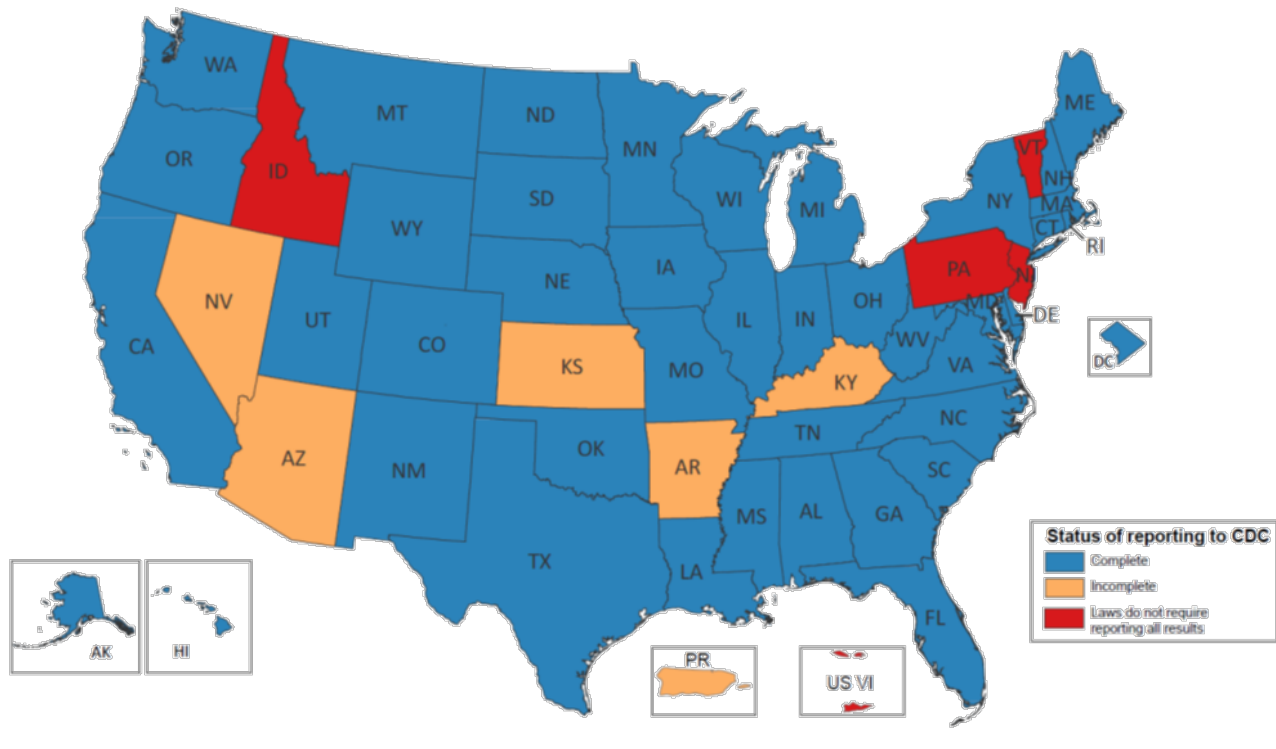 WA
MT
ND
MN
ME
OR
ID
SD
WI
MI
NY
VT
NH
MA
CT
RI
WY
IA
NE
PA
NJ
NV
UT
CO
IL
IN
OH
MD
DE
CA
KS
MO
KY
WV
VA
DC
AZ
NM
OK
AR
TN
NC
SC
MS
AL
GA
TX
LA
FL
Status of reporting to CDC
Complete
Incomplete
Laws do not require
reporting all results
AK
HI
PR
US VI